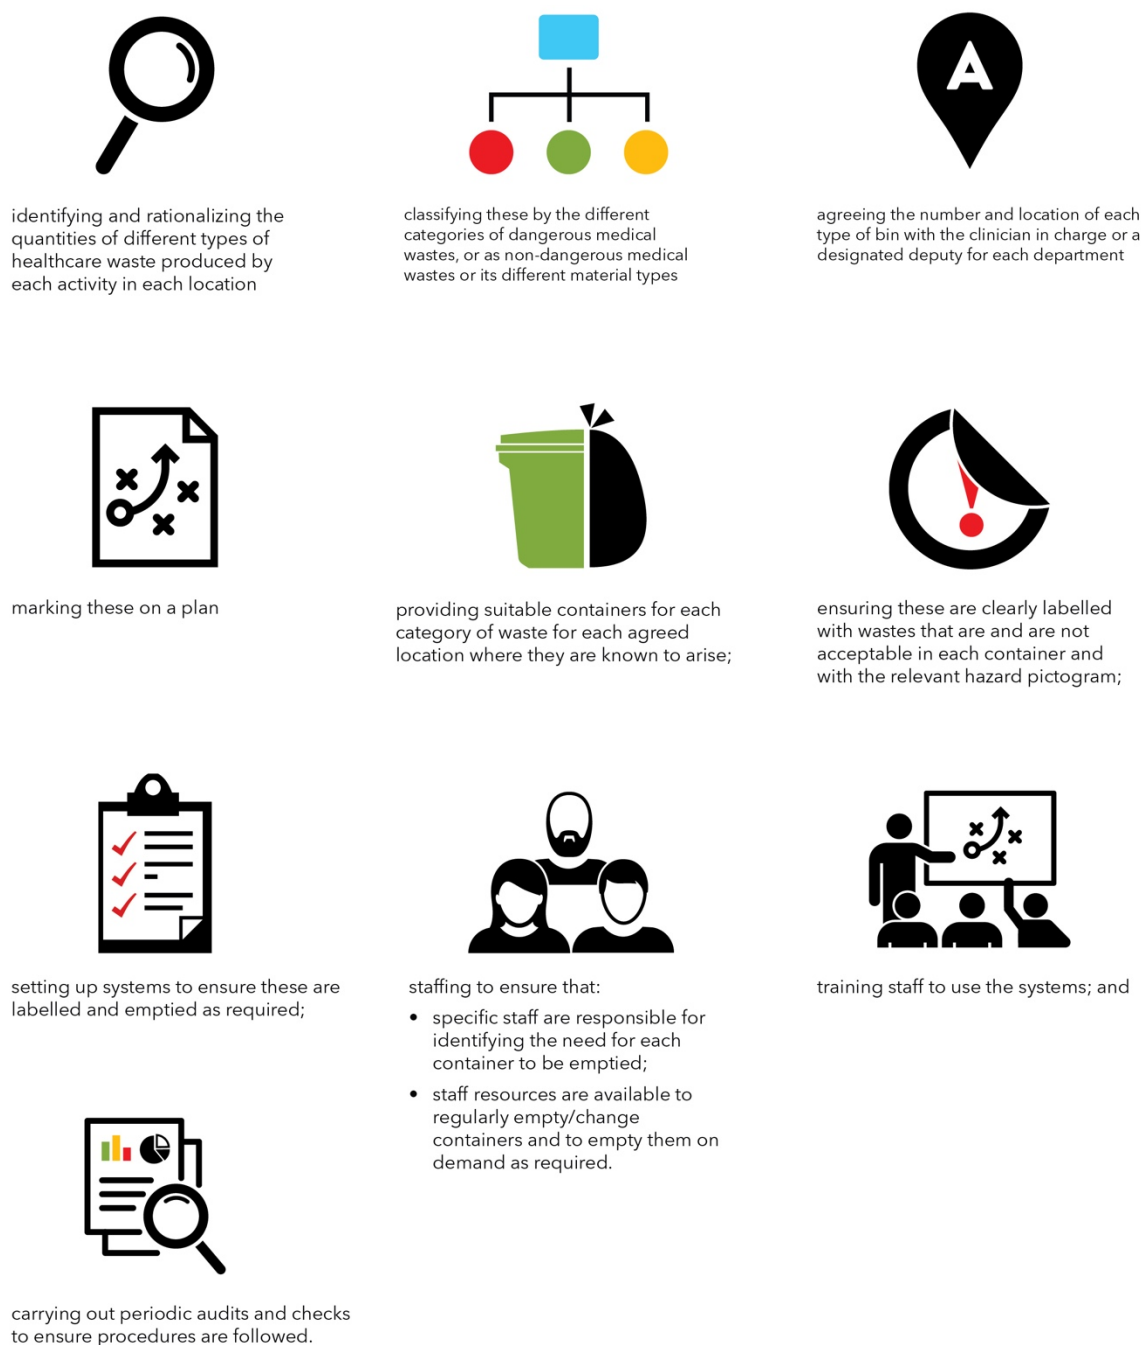 A
identifying and rationalizing the
quantities of different types of
healthcare waste produced by
each activity in each location
classifying these by the different
categories of dangerous medical
wastes, or as non-dangerous medical
wastes or its different material types
agreeing the number and location of each
type of bin with the clinician in charge or a
designated deputy for each department
marking these on a plan
providing suitable containers for each
category of waste for each agreed
location where they are known to arise;
ensuring these are clearly labelled
with wastes that are and are not
acceptable in each container and
with the relevant hazard pictogram;
setting up systems to ensure these are
labelled and emptied as required;
staffing to ensure that:
• specific staff are responsible for
identifying the need for each
container to be emptied;
• staff resources are available to
regularly empty/change
containers and to empty them on
demand as required.
training staff to use the systems; and
carrying out periodic audits and checks
to ensure procedures are followed.